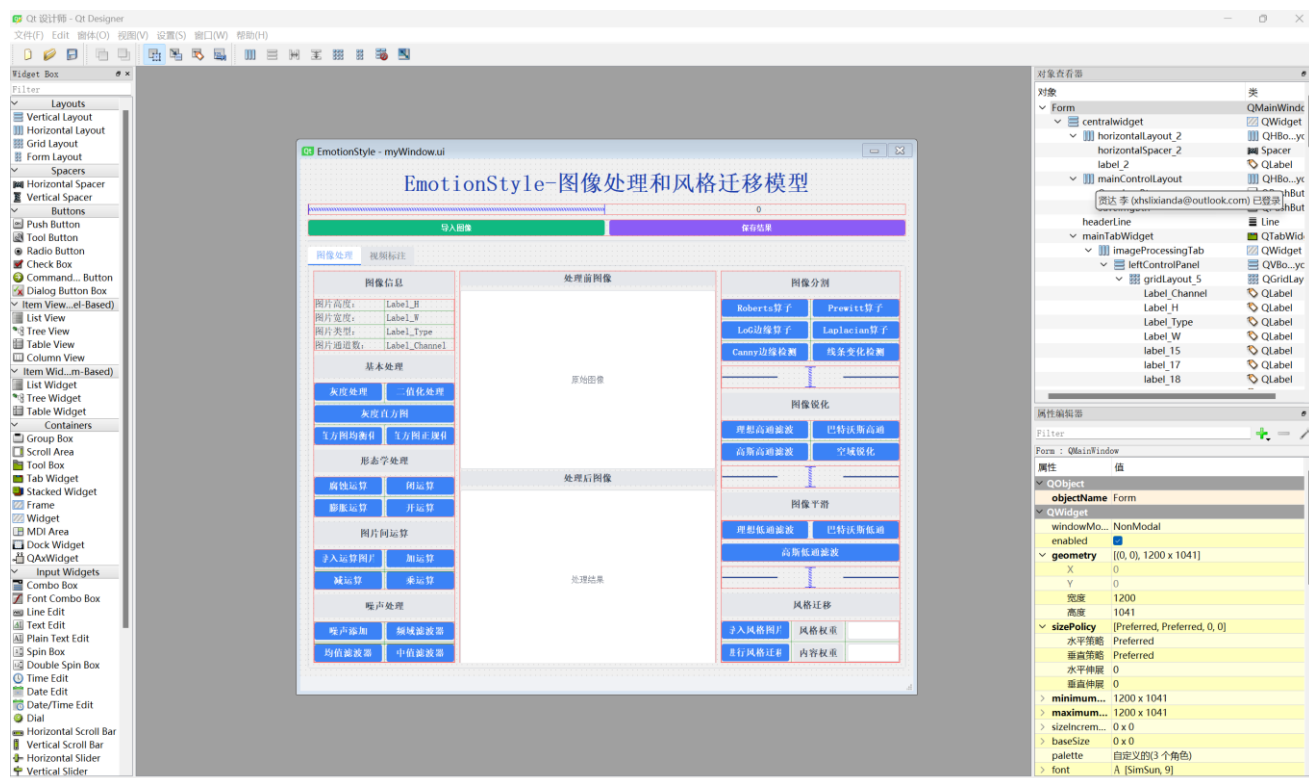 Qt 设计师 - Qt Designer
文件(F) Edit 窗体(O) 视图(V) 设置(S) 窗口(W) 帮助(H)
Widget Box
Filter
Layouts
Vertical Layout
Horizontal Layout
Grid Layout
Form Layout
Spacers
Horizontal Spacer
Vertical Spacer
Buttons
Push Button
Tool Button
Radio Button
Check Box
Command... Button
Dialog Button Box
Item View...el-Based)
List View
Tree View
Table View
Column View
Item Wid...m-Based)
List Widget
Tree Widget
Table Widget
Containers
Group Box
Scroll Area
Tool Box
Tab Widget
Stacked Widget
Frame
Widget
MDI Area
Dock Widget
QAxWidget
Input Widgets
Combo Box
Font Combo Box
Line Edit
Text Edit
Plain Text Edit
Spin Box
Double Spin Box
Time Edit
Date Edit
Date/Time Edit
Dial
Horizontal Scroll Bar
Vertical Scroll Bar
Horizontal Slider
Vertical Slider
EmotionStyle - myWindow.ui
EmotionStyle-图像处理和风格迁移模型
0
导入图像 保存结果
图像处理 视频标注
图像信息
图片高度: Label_H
图片宽度: Label_W
图片类型: Label_Type
图片通道数: Label_Channel
基本处理
灰度处理 二值化处理
灰度直方图
方图均衡化 方图正规化
形态学处理
腐蚀运算 闭运算
膨胀运算 开运算
图片间运算
入运算图片 加运算
减运算 乘运算
噪声处理
噪声添加 频域滤波器
均值滤波器 中值滤波器
处理前图像
原始图像
处理后图像
处理结果
图像分割
Roberts算子 Prewitt算子
LoG边缘算子 Laplacian算子
Canny边缘检测 线条变化检测
图像锐化
理想高通滤波 巴特沃斯高通
高斯高通滤波 空域锐化
图像平滑
理想低通滤波 巴特沃斯低通
高斯低通滤波
风格迁移
入风格图片 风格权重
进行风格迁移 内容权重
对象查看器
对象 类
Form QMainWindc
centralwidget QWidget
horizontalLayout_2 QHBo...yc
horizontalSpacer_2 Spacer
label_2 QLabel
mainControlLayout QHBo...yc
贤达 李 (xhslixianda@outlook.com) 已登录
headerLine Line
mainTabWidget QTabWid
imageProcessingTab QWidget
leftControlPanel QVBo...yc
gridLayout_5 QGridLay
Label_Channel QLabel
Label_H QLabel
Label_Type QLabel
Label_W QLabel
label_15 QLabel
label_17 QLabel
label_18 QLabel
属性编辑器
Filter
Form : QMainWindow
属性 值
QObject
objectName Form
QWidget
windowMo... NonModal
enabled
geometry [(0, 0), 1200 x 1041]
X 0
Y 0
宽度 1200
高度 1041
sizePolicy [Preferred, Preferred, 0, 0]
水平策略 Preferred
垂直策略 Preferred
水平伸展 0
垂直伸展 0
minimum... 1200 x 1041
maximum... 1200 x 1041
sizeIncrem... 0 x 0
baseSize 0 x 0
palette 自定义的(3 个角色)
font A [SimSun, 9]